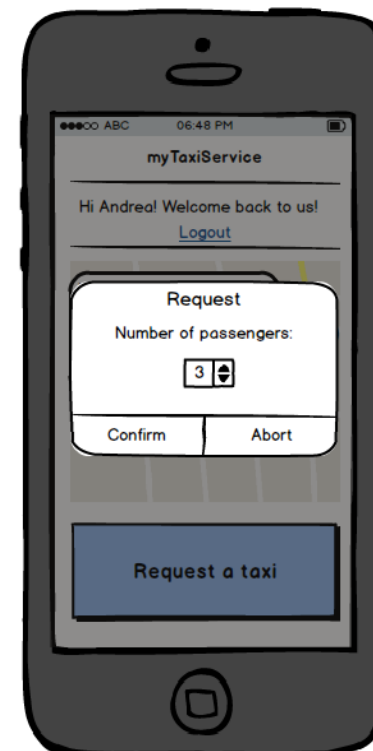 ABC 06:48 PM
myTaxiService
Hi Andrea! Welcome back to us!
Logout
Request
Number of passengers:
3
Confirm Abort
Request a taxi